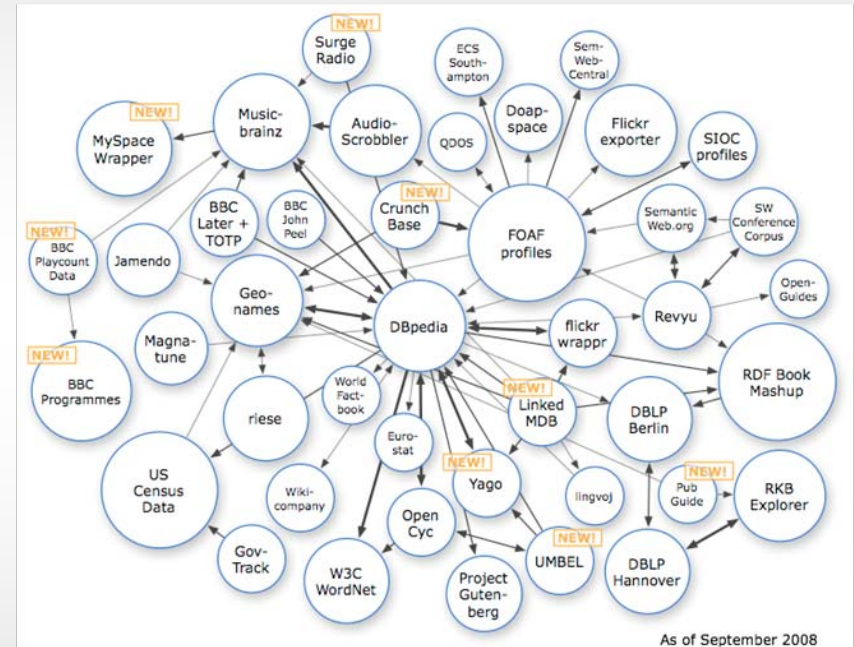 NEW!
Surge
Radio
ECS
South-
ampton
Sem-
Web-
Central
Music-
brainz
Audio-
Scrobbler
Doap-
space
Flickr
exporter
NEW!
MySpace
Wrapper
QDOS
SIOC
profiles
NEW!
Crunch
Base
BBC
Later +
TOTP
BBC
John
Peel
FOAF
profiles
Semantic
Web.org
SW
Conference
Corpus
NEW!
BBC
Playcount
Data
Jamendo
Geo-
names
DBpedia
flickr
wrappr
Revyu
Open-
Guides
Magna-
tune
NEW!
BBC
Programmes
World
Fact-
book
NEW!
Linked
MDB
RDF Book
Mashup
riese
Euro-
stat
DBLP
Berlin
US
Census
Data
Wiki-
company
NEW!
Yago
lingvoj
NEW!
Pub
Guide
RKB
Explorer
Open
Cyc
Gov-
Track
W3C
WordNet
NEW!
UMBEL
Project
Guten-
berg
DBLP
Hannover
As of September 2008